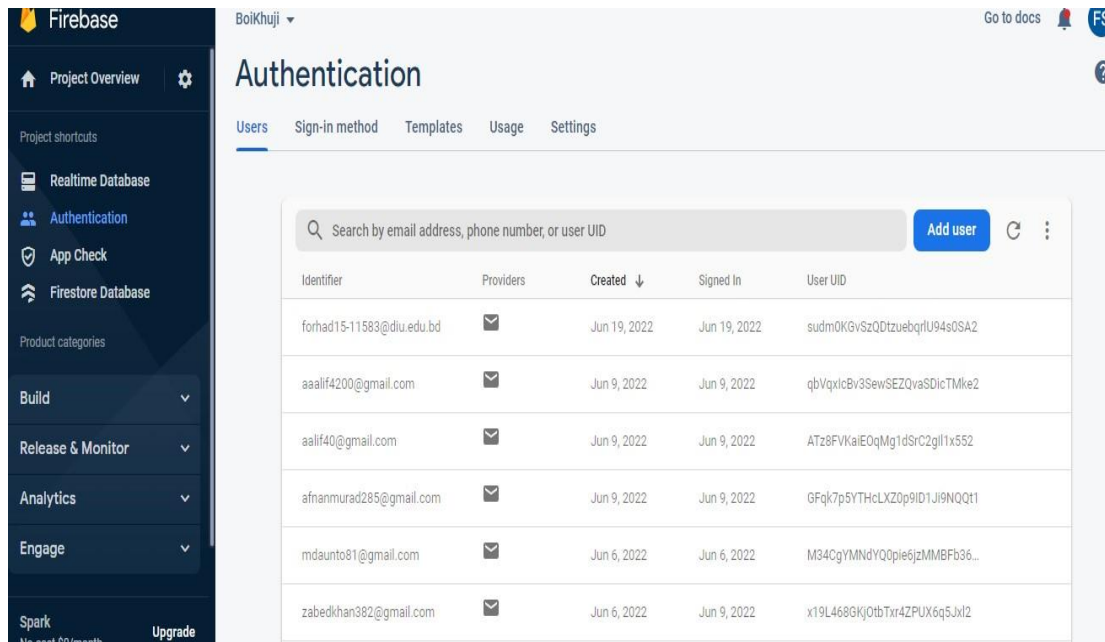 Firebase
BoiKhuji
Go to docs
FS
Project Overview
Authentication
Project shortcuts
Users Sign-in method Templates Usage Settings
Realtime Database
Authentication
App Check
Firestore Database
Product categories
Build
Release & Monitor
Analytics
Engage
Spark
No cost $0/month
Upgrade
Search by email address, phone number, or user UID
Add user
Identifier Providers Created Signed In User UID
forhad15-11583@diu.edu.bd Jun 19, 2022 Jun 19, 2022 sudm0KGvSzQDtzuebqrlU94s0SA2
aaalif4200@gmail.com Jun 9, 2022 Jun 9, 2022 qbVqxIcBv3SewSEZQvaSDicTMke2
aalif40@gmail.com Jun 9, 2022 Jun 9, 2022 ATz8FVKaiEOqMg1dSrC2gIl1x552
afnanmurad285@gmail.com Jun 9, 2022 Jun 9, 2022 GFqk7p5YTHcLXZ0p9ID1Ji9NQQt1
mdaunto81@gmail.com Jun 6, 2022 Jun 6, 2022 M34CgYMNdYQ0pie6jzMMBFb36...
zabedkhan382@gmail.com Jun 6, 2022 Jun 9, 2022 x19L468GKjOtbTxr4ZPUX6q5Jxl2